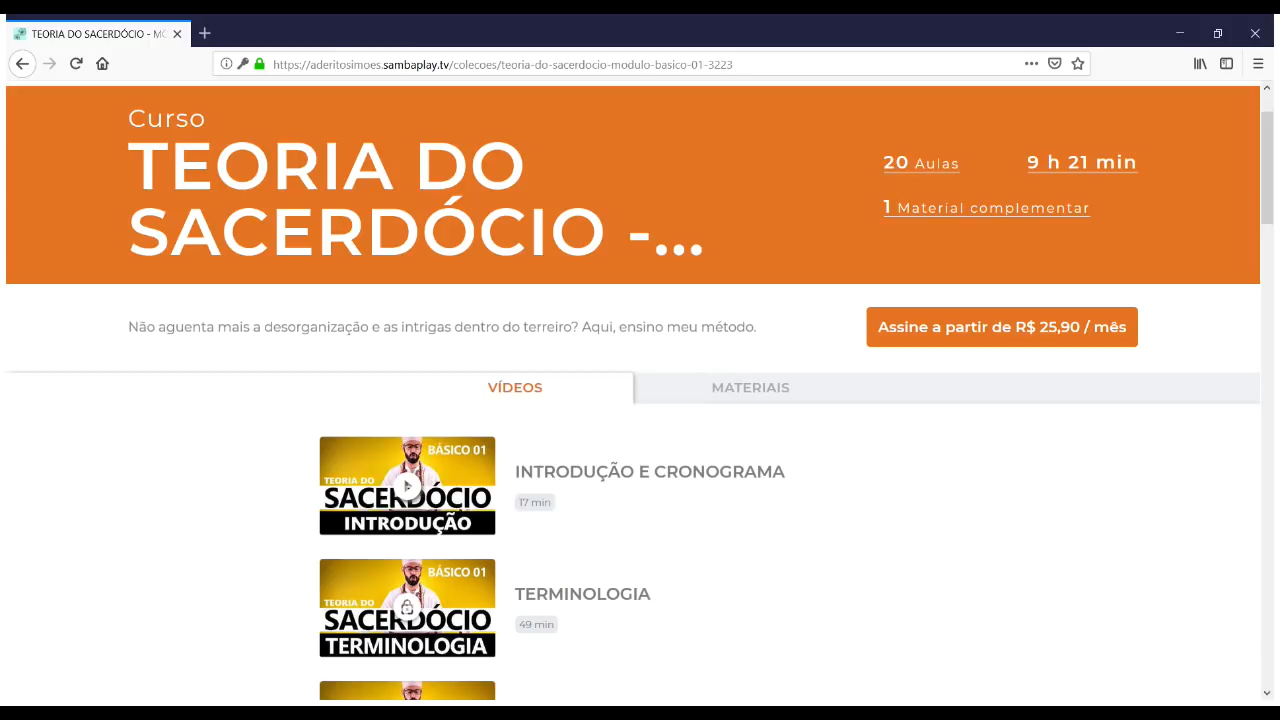 TEORIA DO SACERDÓCIO - MÓ
https://aderitosimoes.sambaplay.tv/colecoes/teoria-do-sacerdocio-modulo-basico-01-3223
Curso
TEORIA DO
SACERDÓCIO -...
20 Aulas
9 h 21 min
1 Material complementar
Não aguenta mais a desorganização e as intrigas dentro do terreiro? Aqui, ensino meu método.
Assine a partir de R$ 25,90 / mês
VÍDEOS
MATERIAIS
BÁSICO 01
TEORIA DO
SACERDÓCIO
INTRODUÇÃO
INTRODUÇÃO E CRONOGRAMA
17 min
BÁSICO 01
TEORIA DO
SACERDÓCIO
TERMINOLOGIA
TERMINOLOGIA
49 min